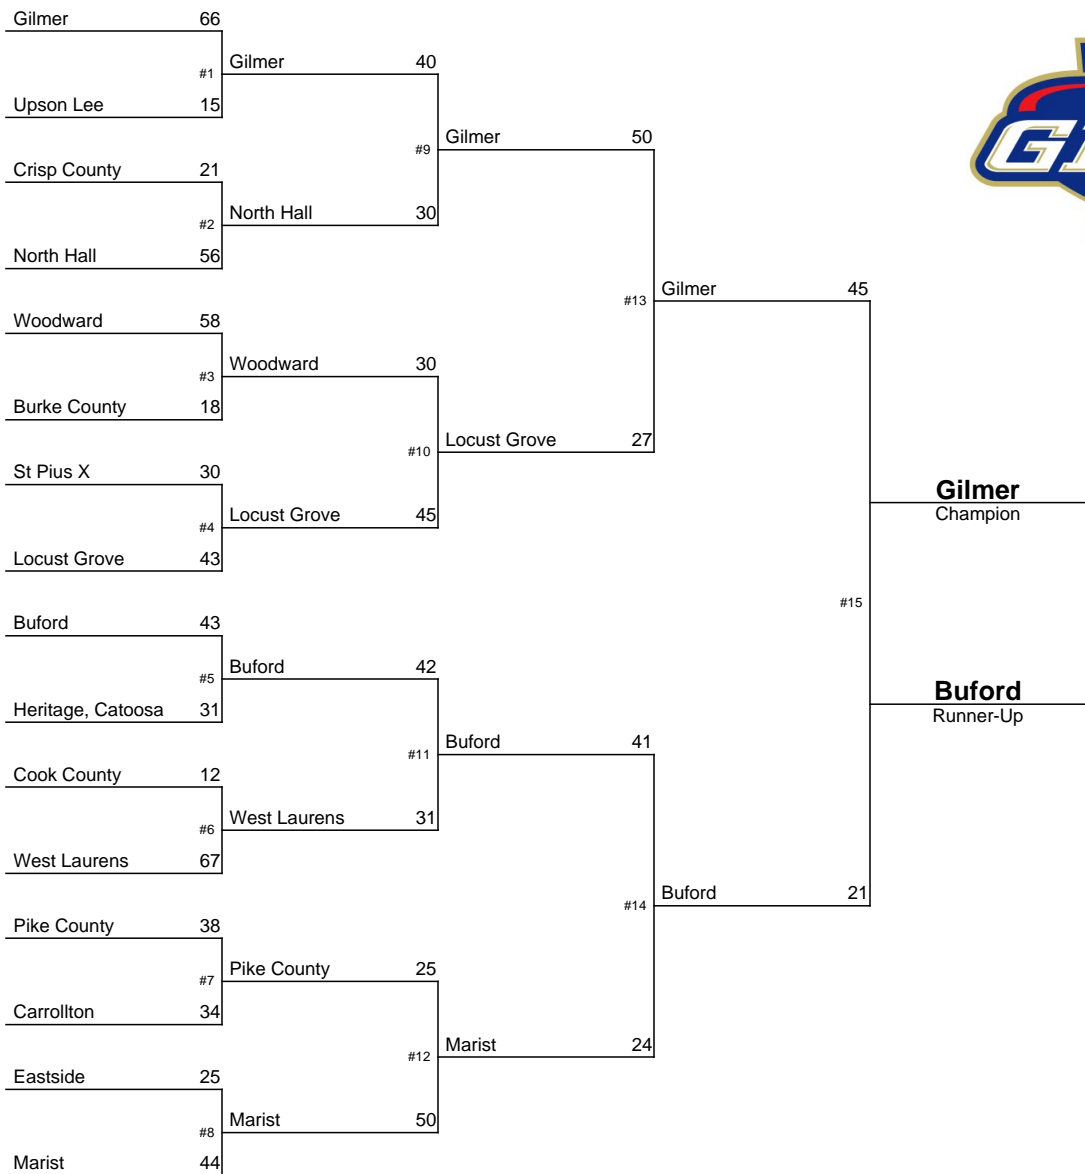 Gilmer 66
Gilmer 40
#1
Upson Lee 15
Gilmer 50
#9
Crisp County 21
North Hall 30
#2
North Hall 56
Gilmer 45
#13
Woodward 58
Woodward 30
#3
Burke County 18
Locust Grove 27
#10
St Pius X 30
Locust Grove 45
#4
Locust Grove 43
Gilmer
Champion
#15
Buford 43
Buford 42
#5
Heritage, Catoosa 31
Buford
Runner-Up
Buford 41
#11
Cook County 12
West Laurens 31
#6
West Laurens 67
Buford 21
#14
Pike County 38
Pike County 25
#7
Carrollton 34
Marist 24
#12
Eastside 25
Marist 50
#8
Marist 44